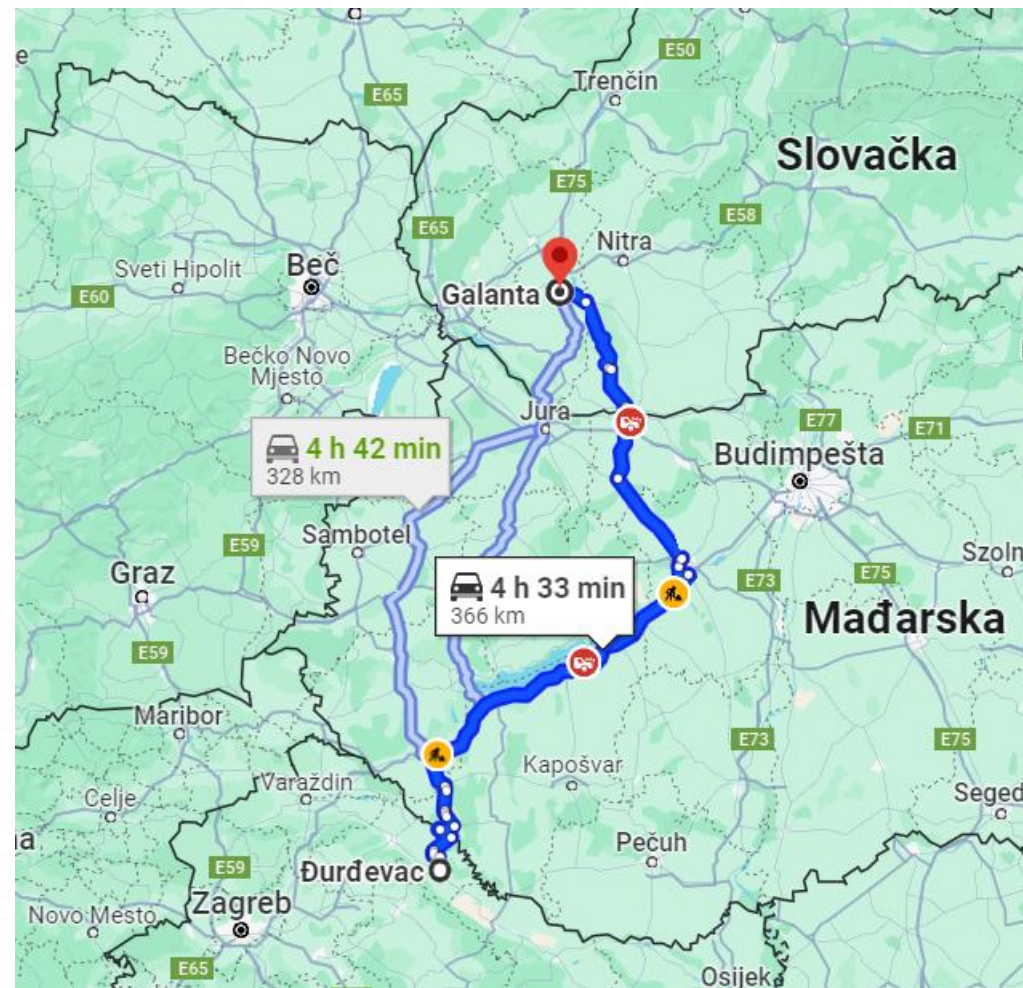 E50
Trenčin
E65
Slovačka
E75
E58
E65
Nitra
Sveti Hipolit
Beč
E60
Galanta
Bečko Novo
Mjesto
Jura
E77
E71
4 h 42 min
328 km
Budimpešta
Sambotel
E59
Szoln
Graz
4 h 33 min
366 km
E73
E75
Mađarska
E59
Maribor
E73
E75
Kapošvar
Varaždin
Celje
Seged
na
Pečuh
E59
Đurđevac
Zagreb
Novo Mesto
E65
Osijek